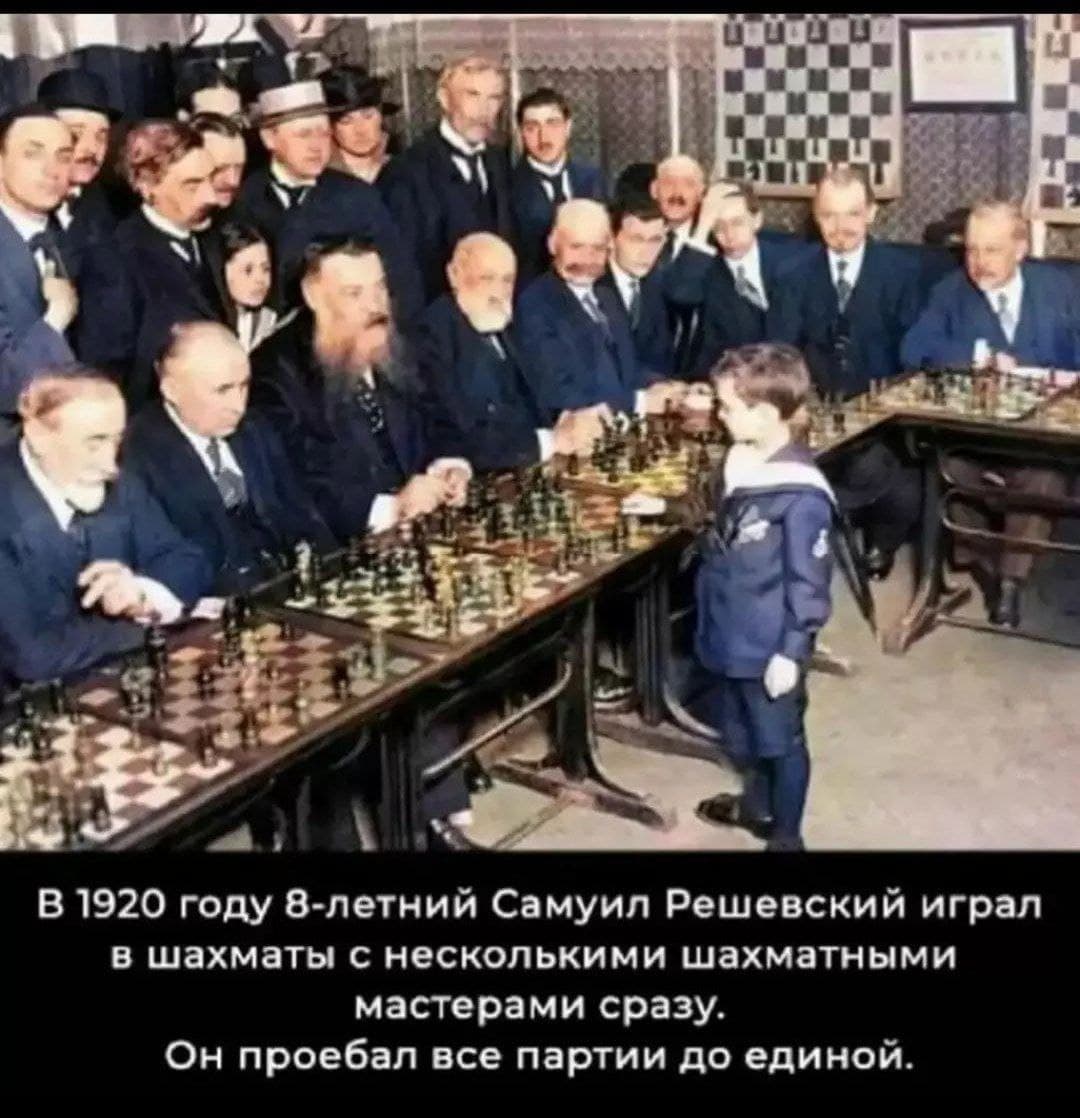 В 1920 году 8-летний Самуил Решевский играл
в шахматы с несколькими шахматными
мастерами сразу.
Он проебал все партии до единой.